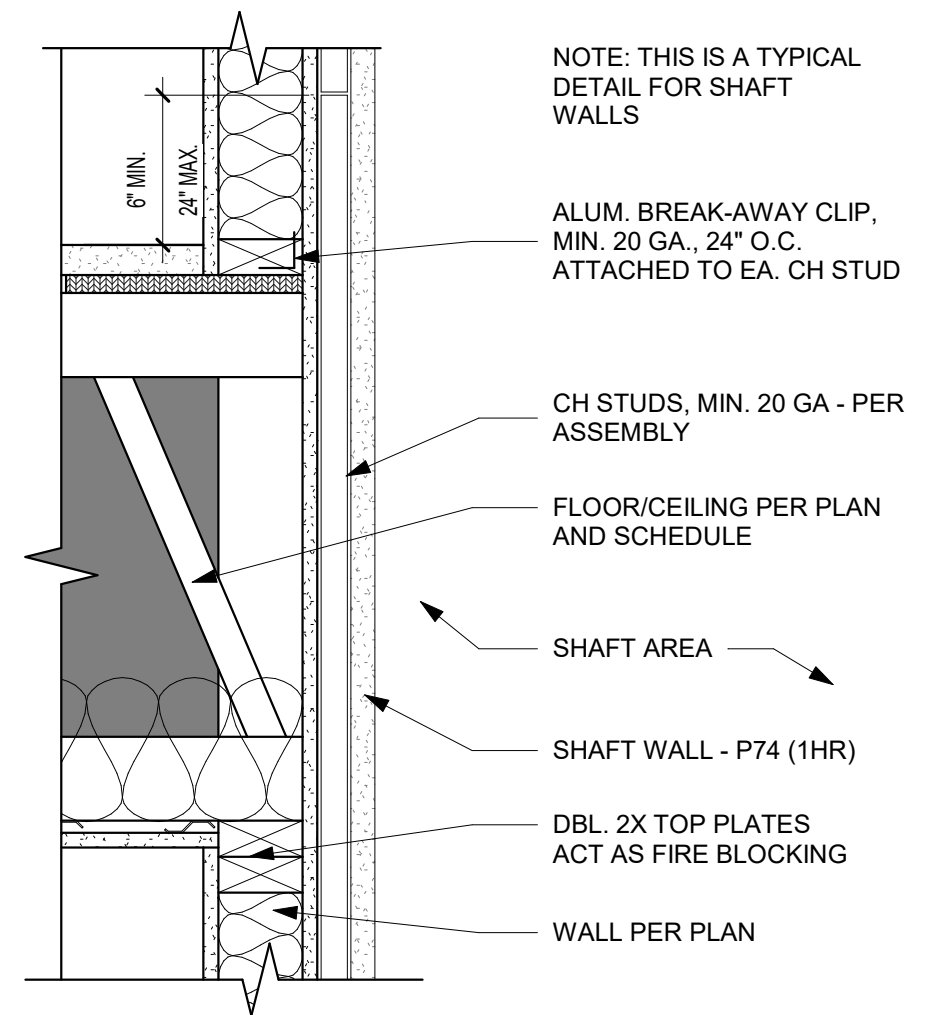 NOTE: THIS IS A TYPICAL
DETAIL FOR SHAFT
WALLS
6" MIN.
24" MAX.
ALUM. BREAK-AWAY CLIP,
MIN. 20 GA., 24" O.C.
ATTACHED TO EA. CH STUD
CH STUDS, MIN. 20 GA - PER
ASSEMBLY
FLOOR/CEILING PER PLAN
AND SCHEDULE
SHAFT AREA
SHAFT WALL - P74 (1HR)
DBL. 2X TOP PLATES
ACT AS FIRE BLOCKING
WALL PER PLAN